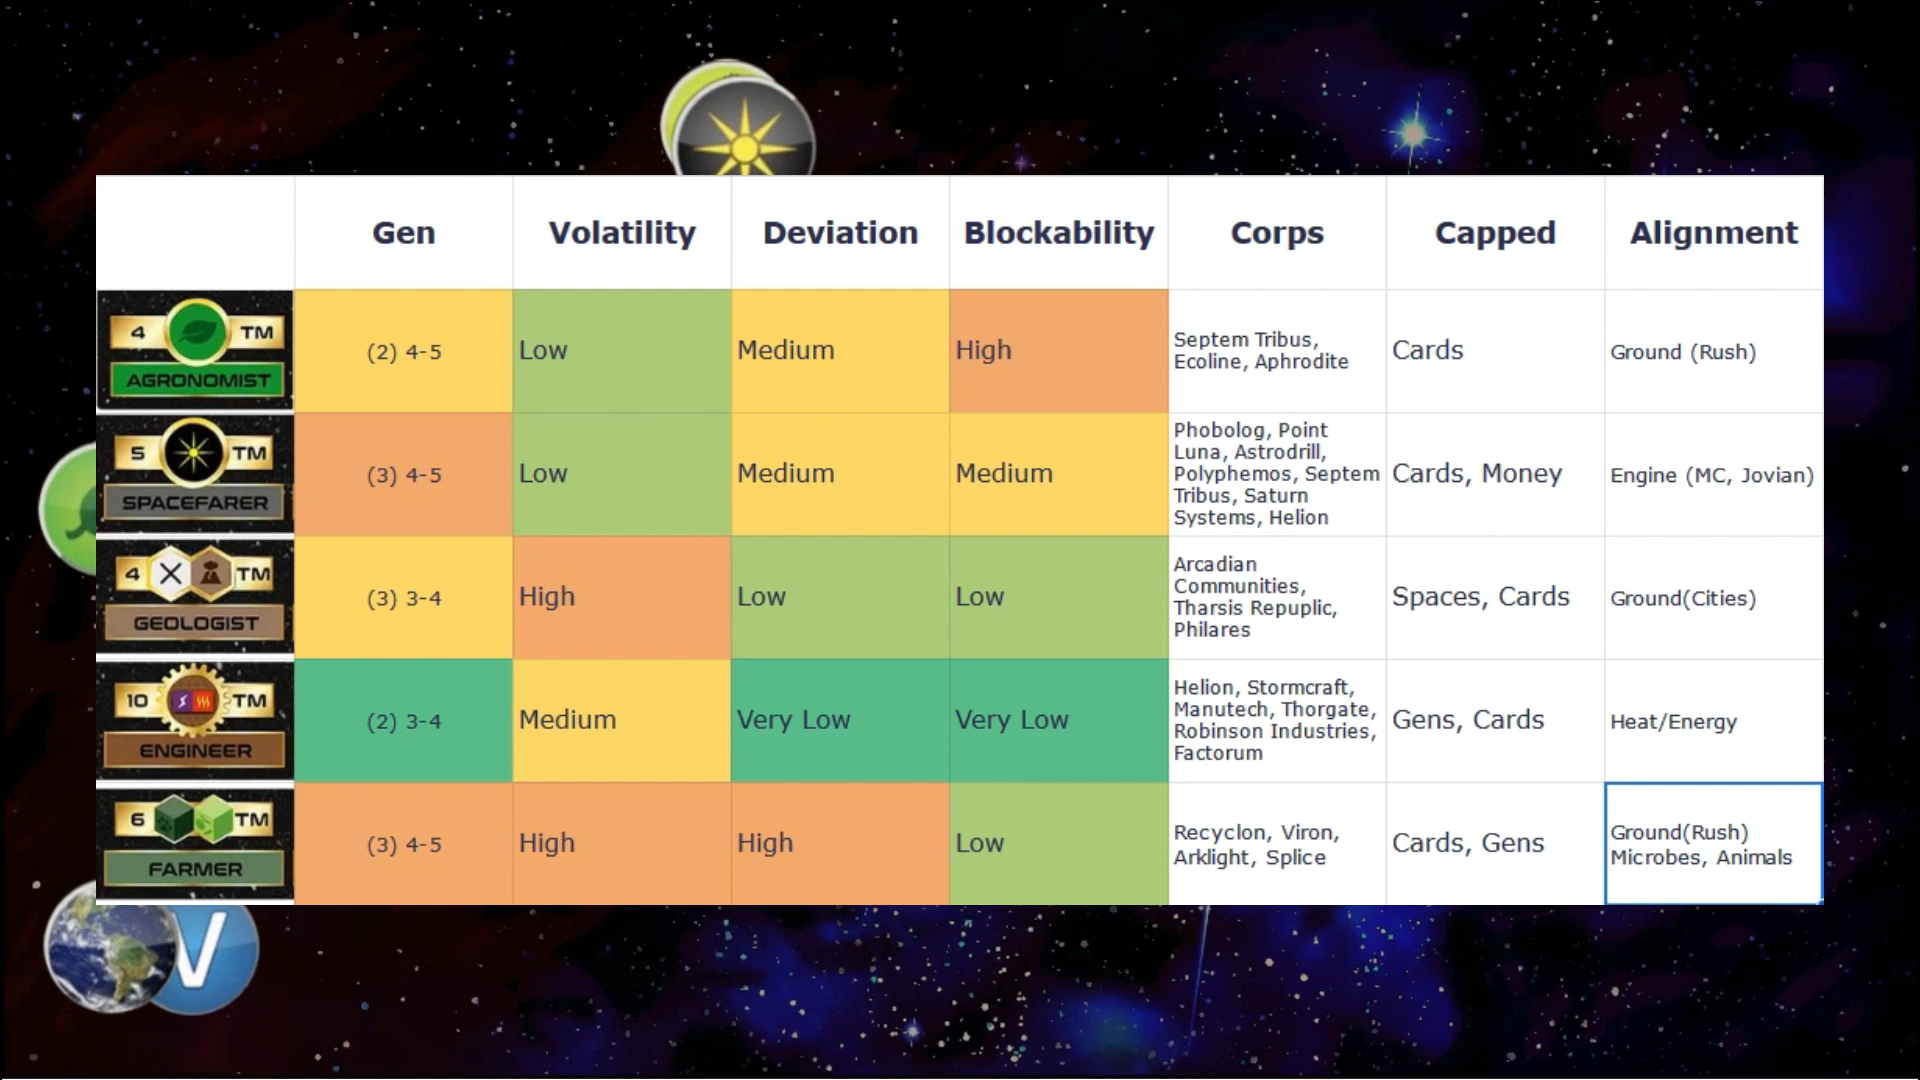 Gen Volatility Deviation Blockability Corps Capped Alignment
4 TM
AGRONOMIST
(2) 4-5
Low
Medium
High
Septem Tribus,
Ecoline, Aphrodite
Cards
Ground (Rush)
5 TM
SPACEFARER
(3) 4-5
Low
Medium
Medium
Phobolog, Point
Luna, Astrodrill,
Polyphemos, Septem
Tribus, Saturn
Systems, Helion
Cards, Money
Engine (MC, Jovian)
4 X TM
GEOLOGIST
(3) 3-4
High
Low
Low
Arcadian
Communities,
Tharsis Repuplic,
Philares
Spaces, Cards
Ground(Cities)
10 TM
ENGINEER
(2) 3-4
Medium
Very Low
Very Low
Helion, Stormcraft,
Manutech, Thorgate,
Robinson Industries,
Factorum
Gens, Cards
Heat/Energy
6 TM
FARMER
(3) 4-5
High
High
Low
Recyclon, Viron,
Arklight, Splice
Cards, Gens
Ground(Rush)
Microbes, Animals
V